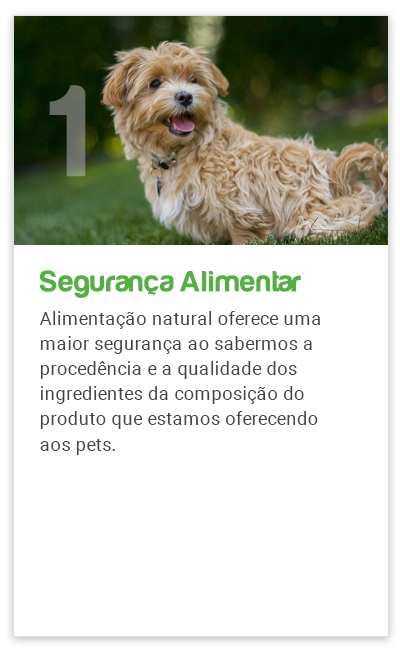 1
Segurança Alimentar
Alimentação natural oferece uma
maior segurança ao sabermos a
procedência e a qualidade dos
ingredientes da composição do
produto que estamos oferecendo
aos pets.